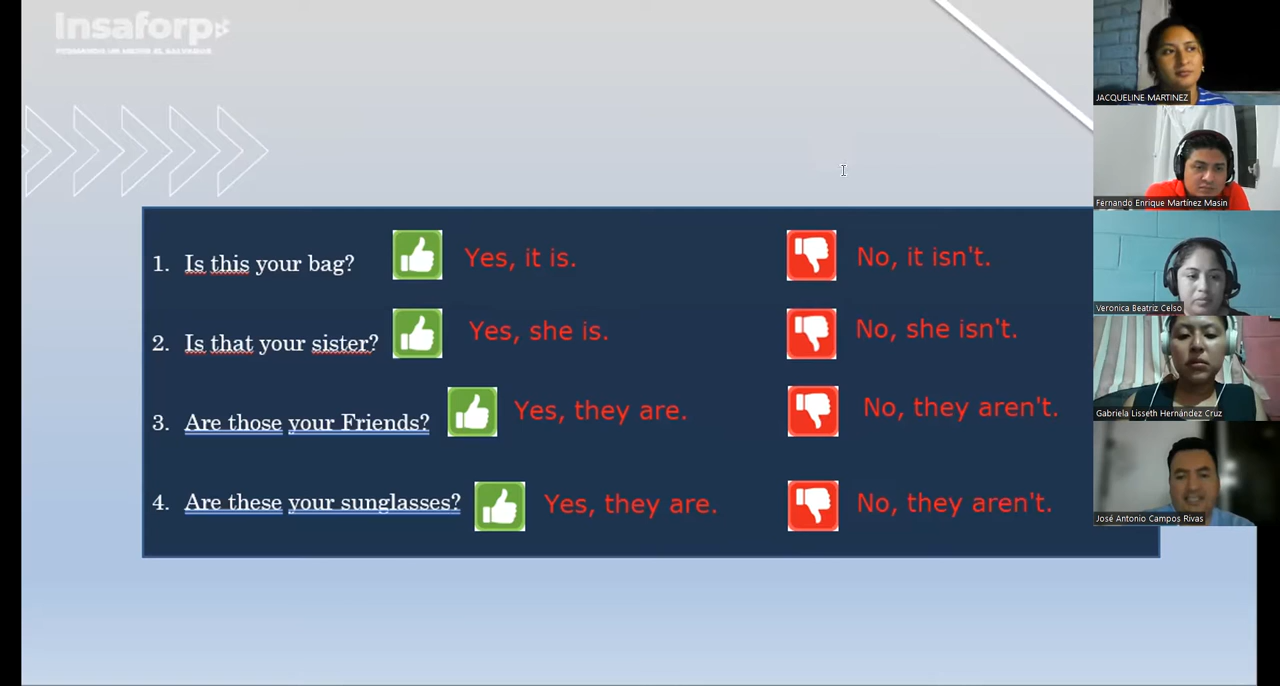 Insaforp
JACQUELINE MARTINEZ
Fernando Enrique Martínez Masin
1. Is this your bag? Yes, it is. No, it isn't.
Veronica Beatriz Celso
2. Is that your sister? Yes, she is. No, she isn't.
Gabriela Lisseth Hernández Cruz
3. Are those your Friends? Yes, they are. No, they aren't.
4. Are these your sunglasses? Yes, they are. No, they aren't.
José Antonio Campos Rivas